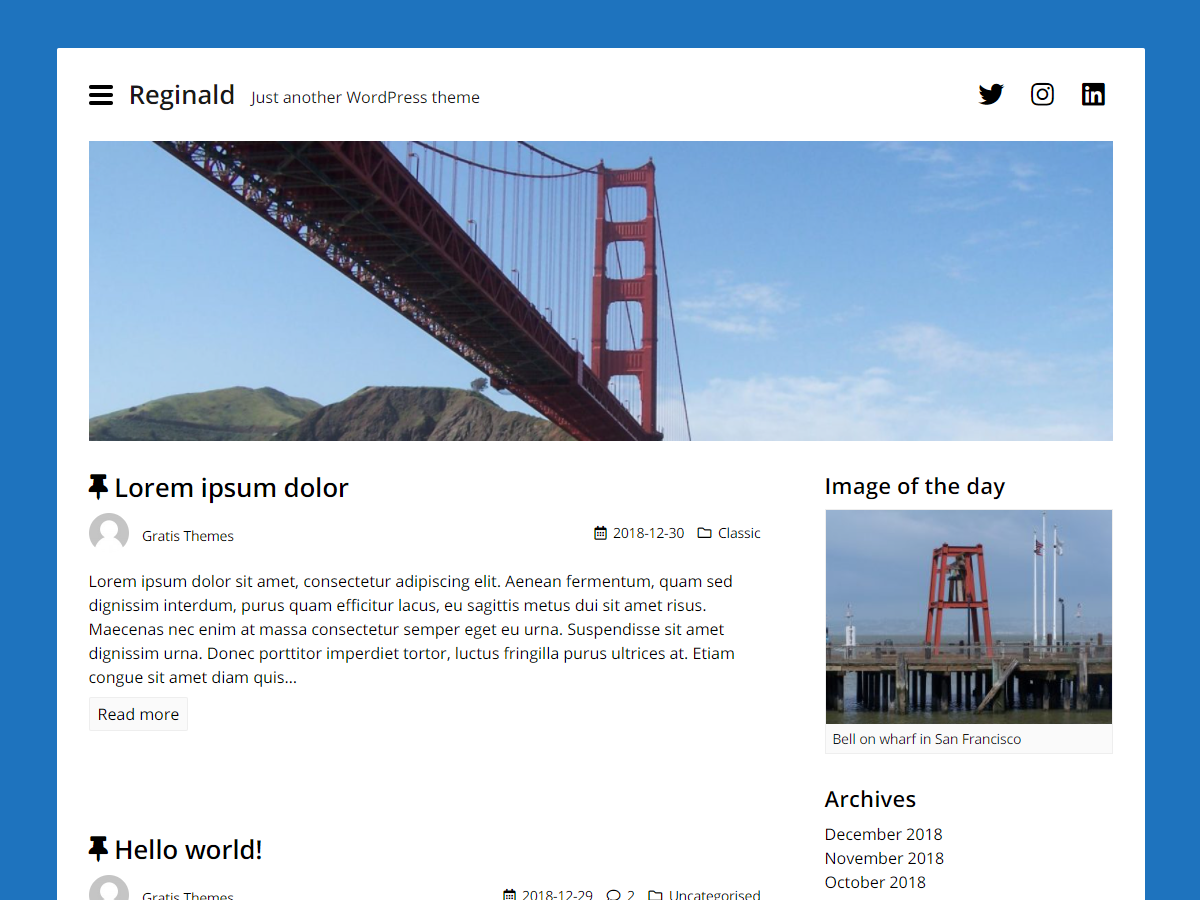 Reginald Just another WordPress theme
Lorem ipsum dolor
Gratis Themes 2018-12-30 Classic
Lorem ipsum dolor sit amet, consectetur adipiscing elit. Aenean fermentum, quam sed
dignissim interdum, purus quam efficitur lacus, eu sagittis metus dui sit amet risus.
Maecenas nec enim at massa consectetur semper eget eu urna. Suspendisse sit amet
dignissim urna. Donec porttitor imperdiet tortor, luctus fringilla purus ultrices at. Etiam
congue sit amet diam quis...
Read more
Hello world!
Gratis Themes 2018-12-29 2 Uncategorised
Image of the day
Bell on wharf in San Francisco
Archives
December 2018
November 2018
October 2018